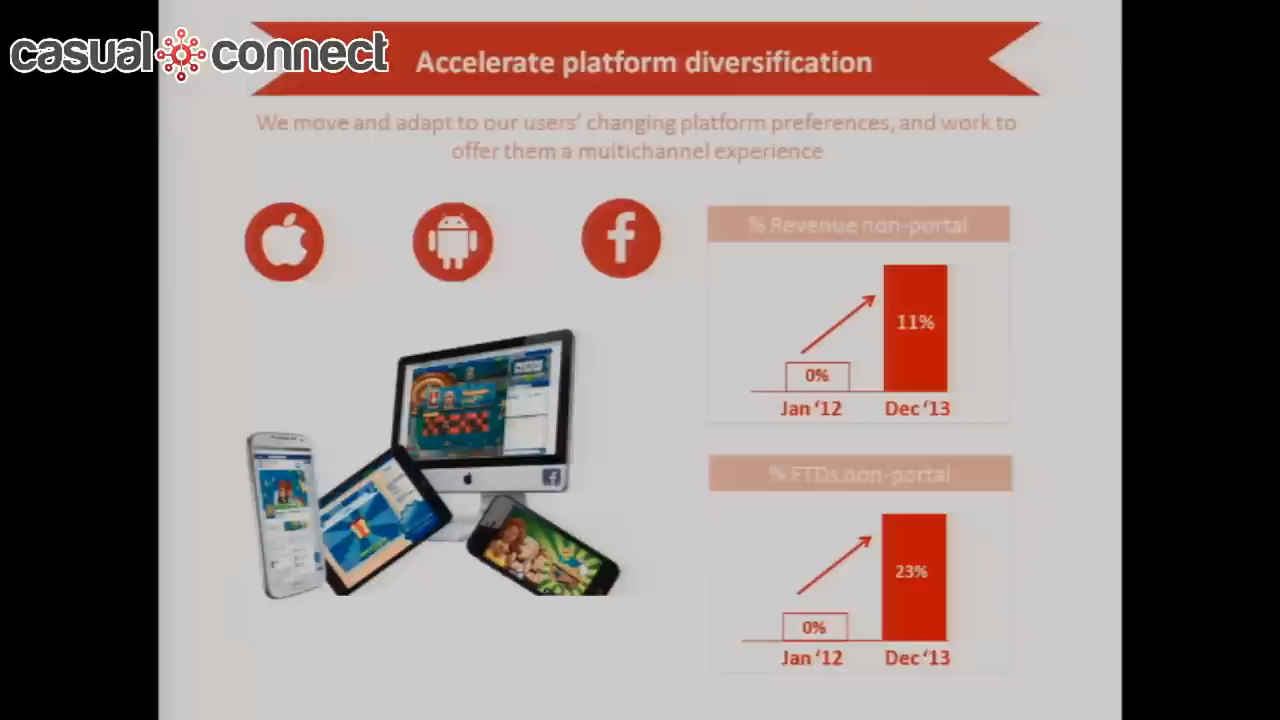 casual connect
Accelerate platform diversification
We move and adapt to our users' changing platform preferences, and work to
offer them a multichannel experience
% Revenue non-portal
11%
0%
Jan '12 Dec '13
% FTDs non-portal
23%
0%
Jan '12 Dec '13